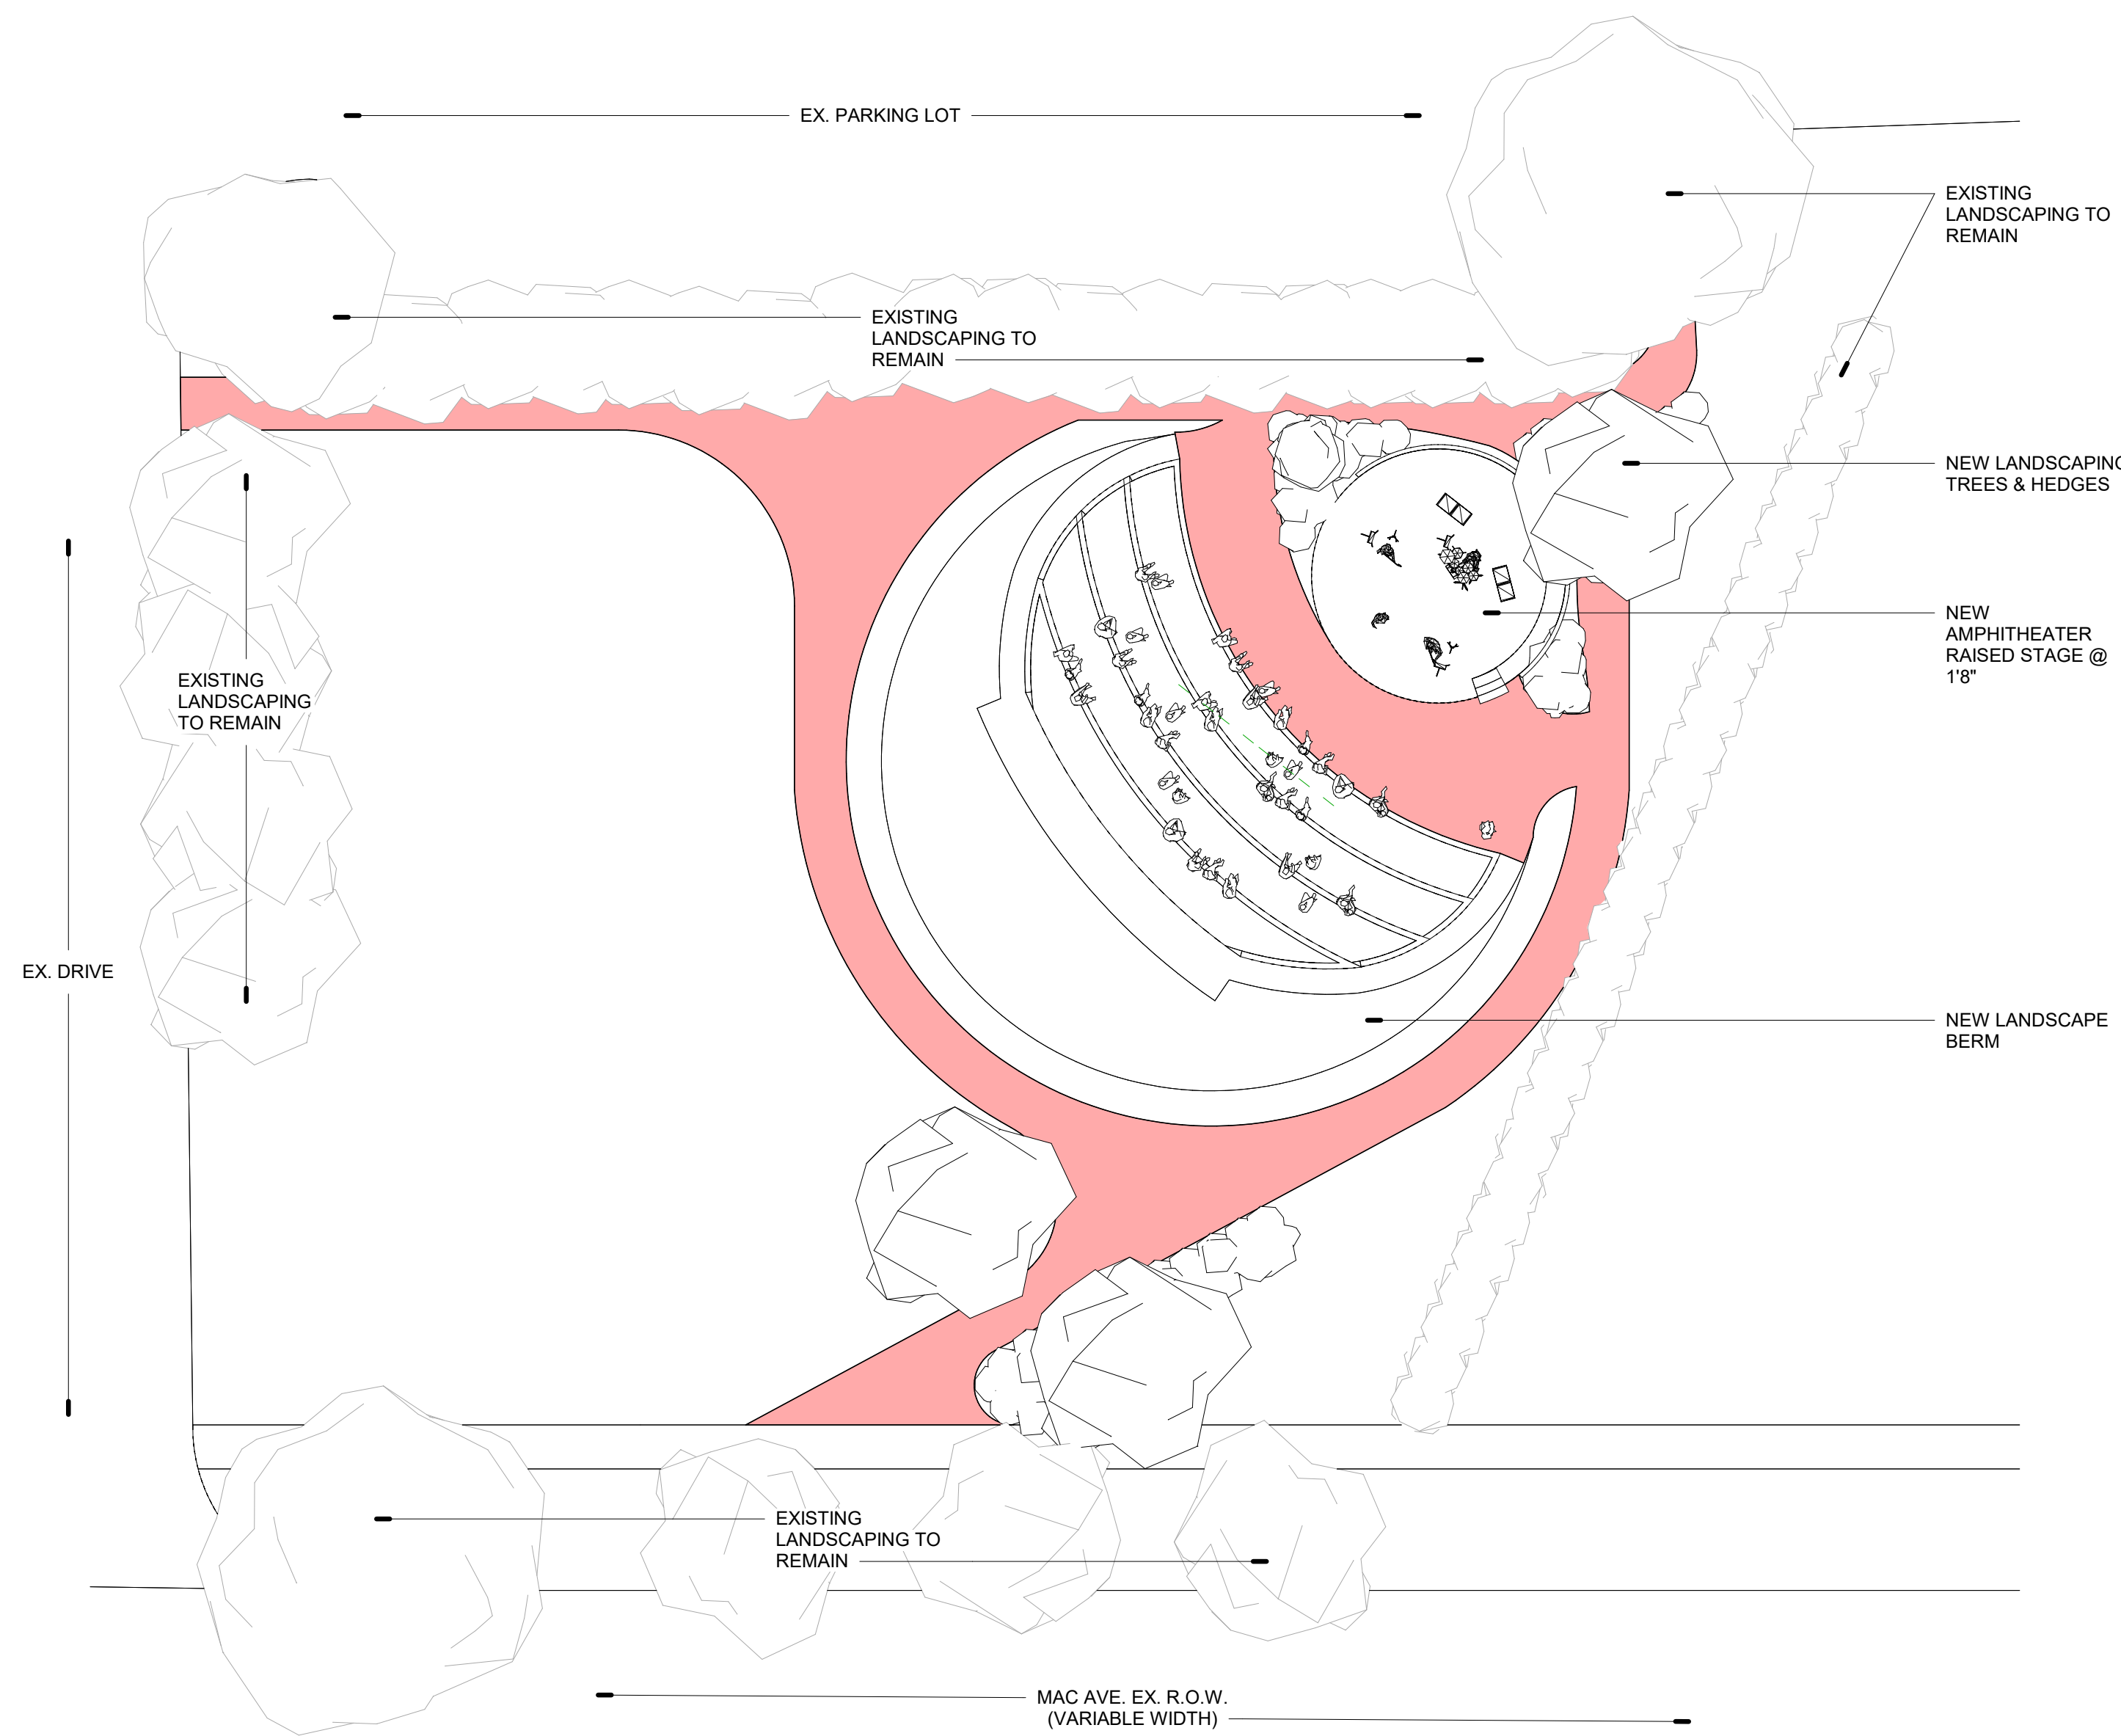 EX. PARKING LOT
EXISTING
LANDSCAPING TO
REMAIN
EXISTING
LANDSCAPING TO
REMAIN
NEW LANDSCAPING
TREES & HEDGES
NEW
AMPHITHEATER
RAISED STAGE @
1'8"
EXISTING
LANDSCAPING
TO REMAIN
EX. DRIVE
NEW LANDSCAPE
BERM
EXISTING
LANDSCAPING TO
REMAIN
MAC AVE. EX. R.O.W.
(VARIABLE WIDTH)